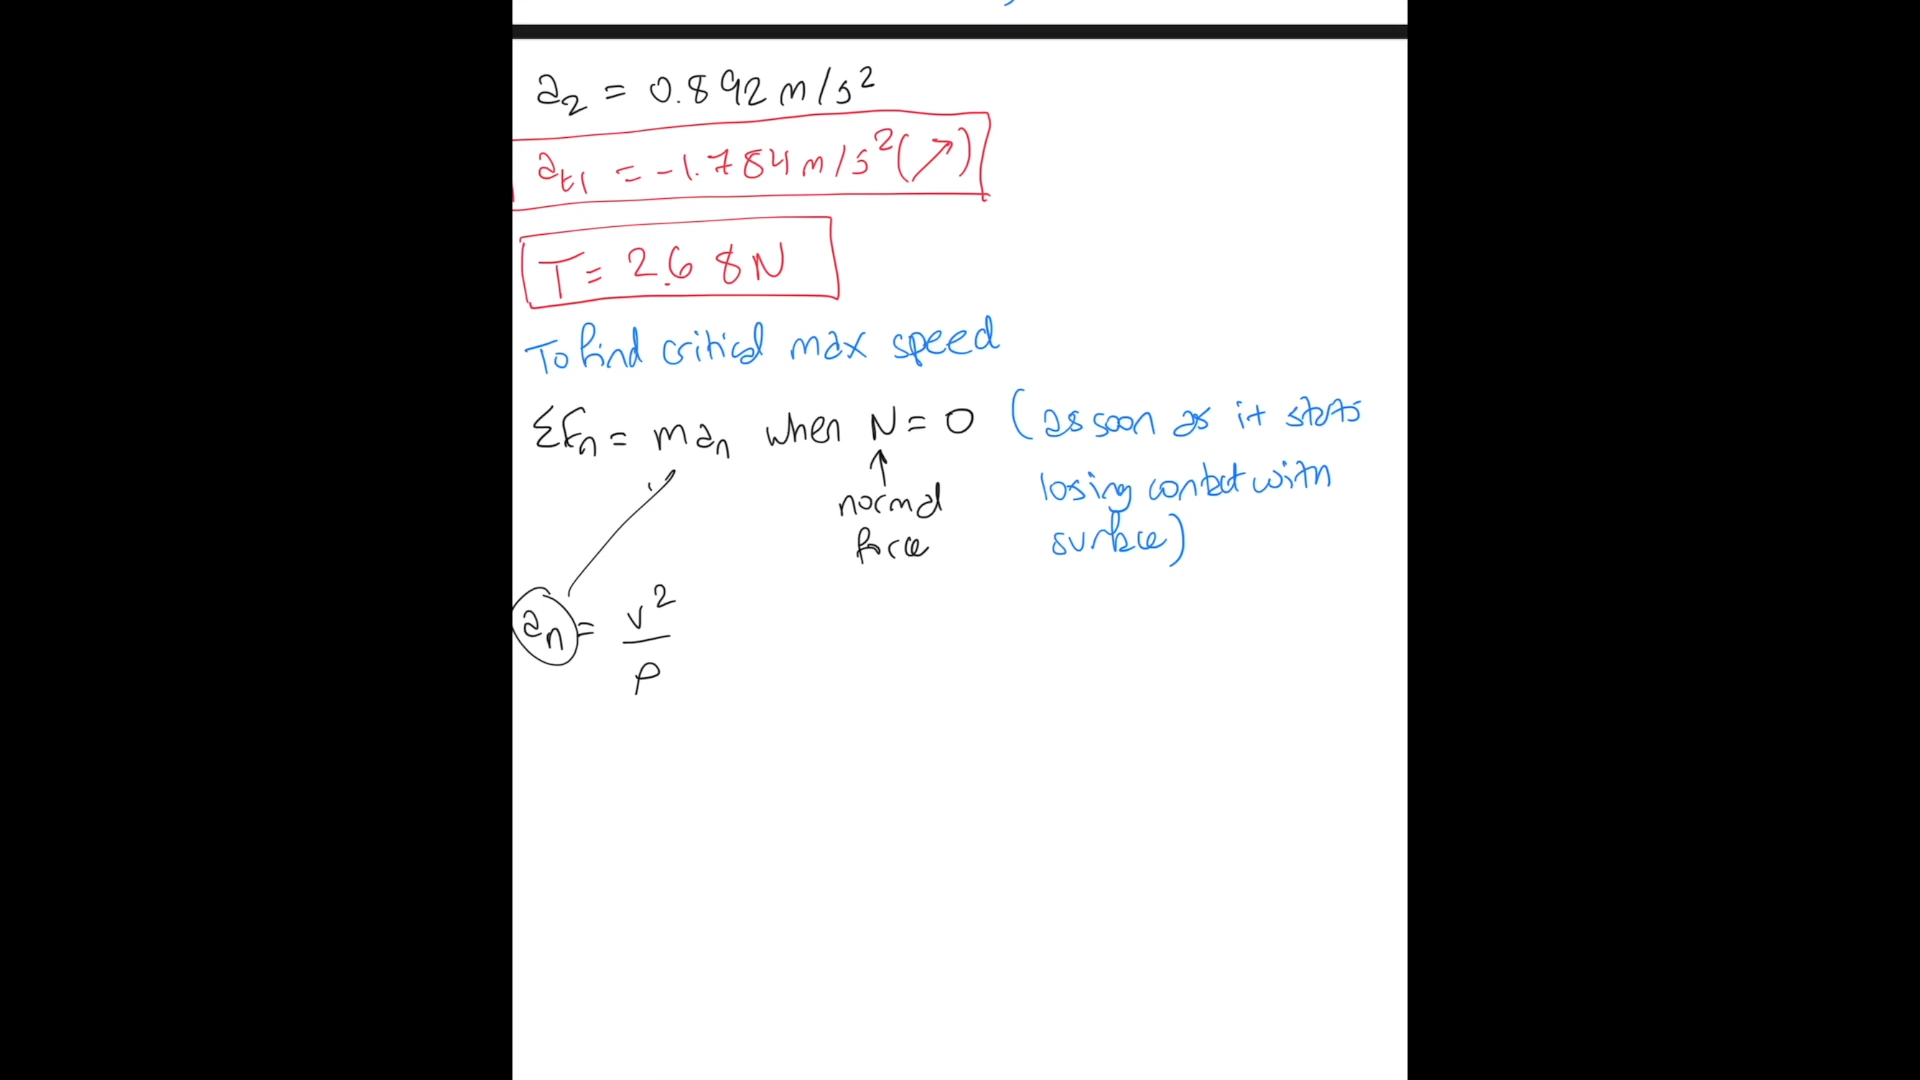 a₂ = 0.892 m/s²
aₜ₁ = -1.784 m/s² (↗)
T = 2.68 N
To find critical max speed
ΣFₙ = m aₙ when N = 0 (as soon as it starts
losing contact with
surface)
↑
normal
force
aₙ = v²/ρ